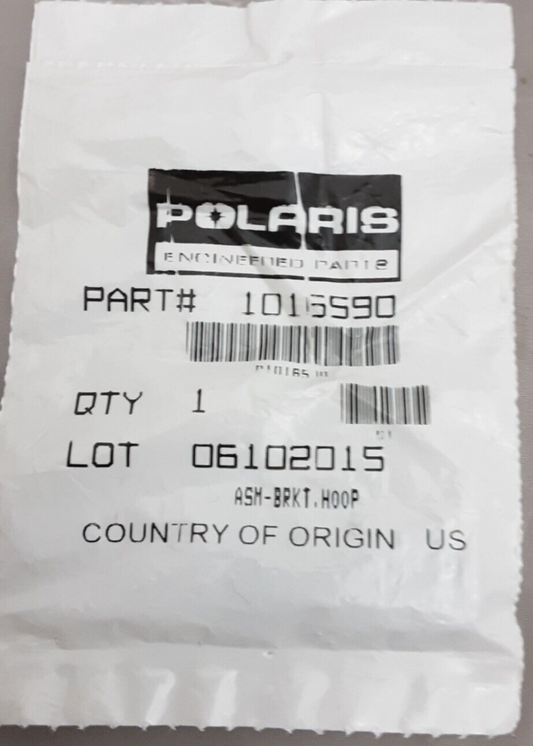 POLARIS
ENGINEERED PARTS
PART# 1016590
QTY 1
LOT 06102015
ASM-BRKT,HOOP
COUNTRY OF ORIGIN US